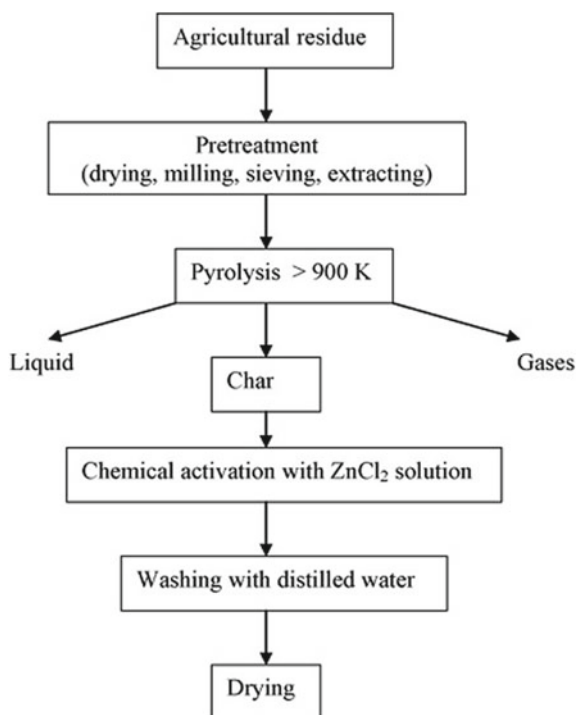 Agricultural residue
Pretreatment
(drying, milling, sieving, extracting)
Pyrolysis > 900 K
Liquid
Gases
Char
Chemical activation with ZnCl₂ solution
Washing with distilled water
Drying